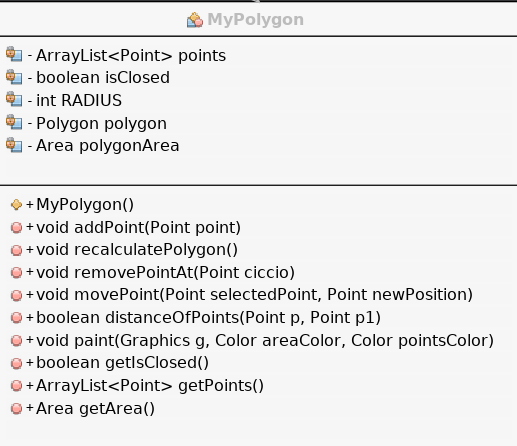 MyPolygon
- ArrayList<Point> points
- boolean isClosed
- int RADIUS
- Polygon polygon
- Area polygonArea
+ MyPolygon()
+ void addPoint(Point point)
+ void recalculatePolygon()
+ void removePointAt(Point ciccio)
+ void movePoint(Point selectedPoint, Point newPosition)
+ boolean distanceOfPoints(Point p, Point p1)
+ void paint(Graphics g, Color areaColor, Color pointsColor)
+ boolean getIsClosed()
+ ArrayList<Point> getPoints()
+ Area getArea()